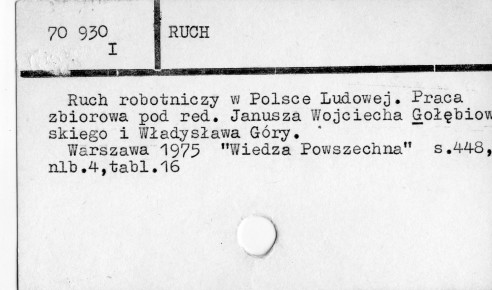 70 930
I
RUCH
Ruch robotniczy w Polsce Ludowej. Praca
zbiorowa pod red. Janusza Wojciecha Gołębiow
skiego i Władysława Góry.
Warszawa 1975 "Wiedza Powszechna" s.448,
nlb.4,tabl.16